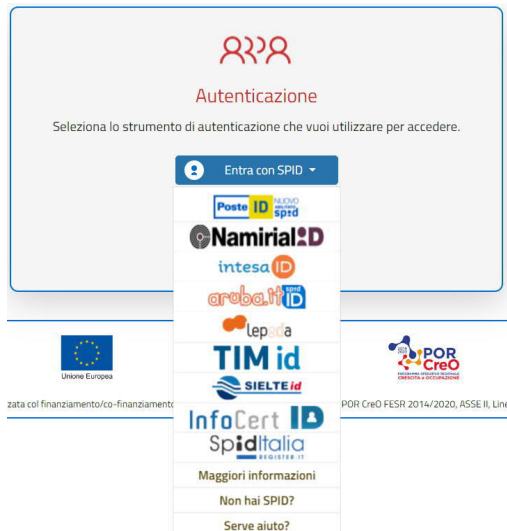 Autenticazione
Seleziona lo strumento di autenticazione che vuoi utilizzare per accedere.
Entra con SPID
Poste ID NUOVO
spid
Namirial ID
intesa ID
aruba.it spid ID
lepida
TIM id
SIELTE id
Unione Europea
POR
CreO
CRESCITA e OCCUPAZIONE
zata col finanziamento/co-finanziamento
POR CreO FESR 2014/2020, ASSE II, Line
InfoCert ID
SpidItalia
REGISTER.IT
Maggiori informazioni
Non hai SPID?
Serve aiuto?